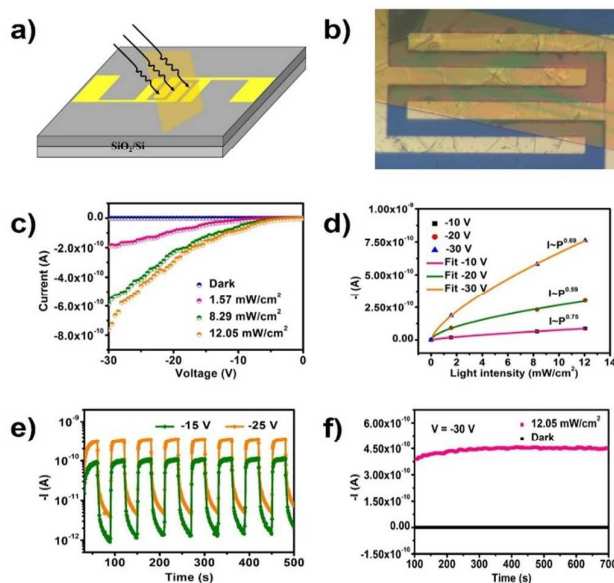 a)
SiO2/Si
b)
c)
0.0
-2.0x10-10
-4.0x10-10
-6.0x10-10
-8.0x10-10
Current (A)
Dark
1.57 mW/cm2
8.29 mW/cm2
12.05 mW/cm2
-30
-20
-10
0
Voltage (V)
d)
1.00x10-9
7.50x10-10
5.00x10-10
2.50x10-10
0.00
-I (A)
-10 V
-20 V
-30 V
Fit -10 V
Fit -20 V
Fit -30 V
I~P0.69
I~P0.59
I~P0.75
0 2 4 6 8 10 12 14
Light intensity (mW/cm2)
e)
10-9
10-10
10-11
10-12
-I (A)
-15 V
-25 V
100 200 300 400 500
Time (s)
f)
6.00x10-10
4.50x10-10
3.00x10-10
1.50x10-10
0.00
-1.50x10-10
-I (A)
V = -30 V
12.05 mW/cm2
Dark
100 200 300 400 500 600 700
Time (s)